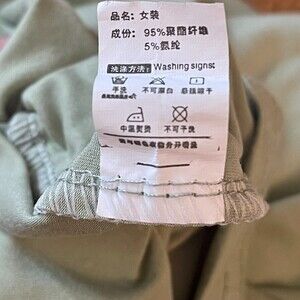 品名：女装
成份：95%聚酯纤维
5%氨纶
洗涤方法：Washing signs:
手洗 不可漂白 悬挂晾干
中温熨烫 不可干洗